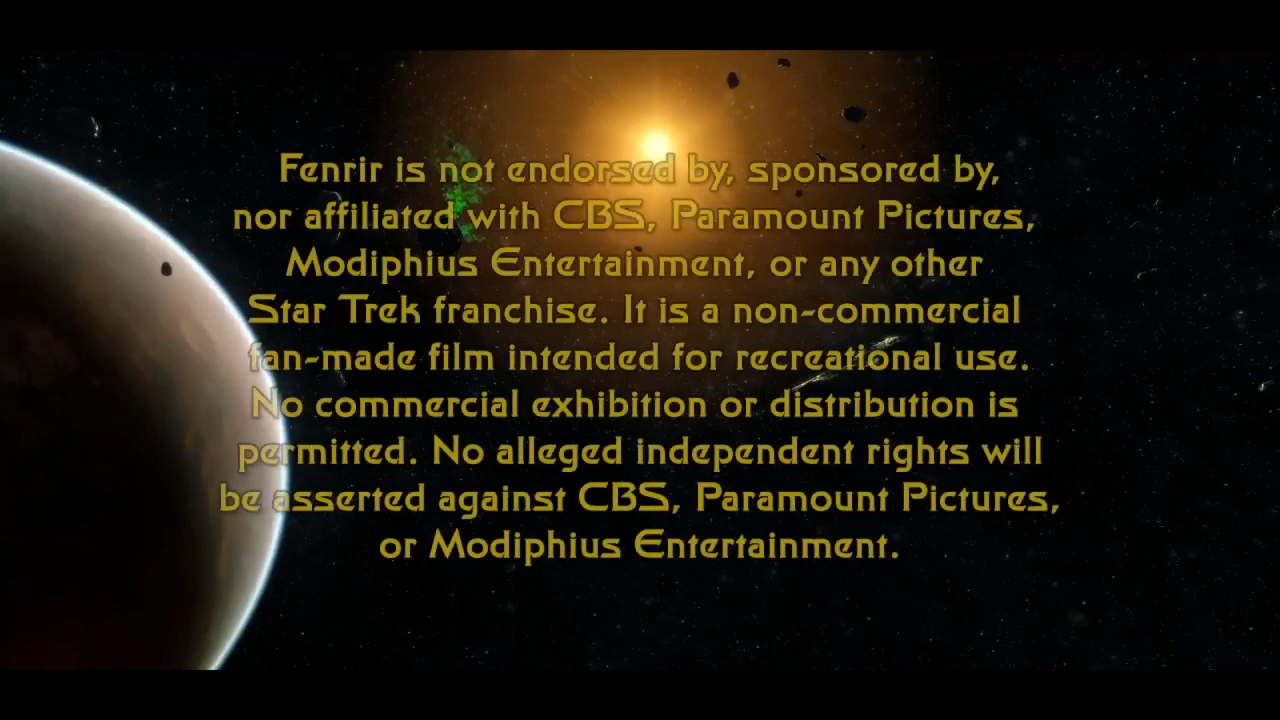 Fenrir is not endorsed by, sponsored by,
nor affiliated with CBS, Paramount Pictures,
Modiphius Entertainment, or any other
Star Trek franchise. It is a non-commercial
fan-made film intended for recreational use.
No commercial exhibition or distribution is
permitted. No alleged independent rights will
be asserted against CBS, Paramount Pictures,
or Modiphius Entertainment.